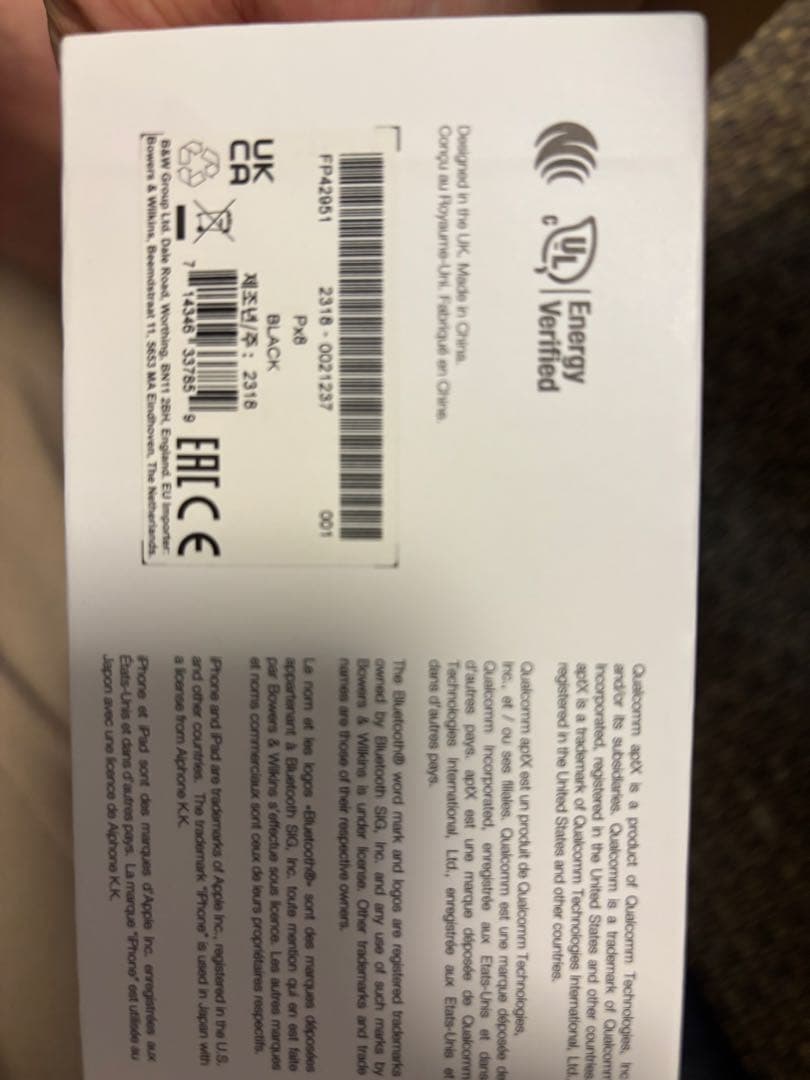 UL
C
Energy
Verified
Designed in the UK. Made in China.
Conçu au Royaume-Uni. Fabriqué en Chine.
FP42951 2318 - 0021237 001
Px8
BLACK
제조년/주: 2318
UK
CA
7 14346 33785 9
EAC CE
B&W Group Ltd. Dale Road, Worthing, BN11 2BH, England. EU Importer:
Bowers & Wilkins, Beemdstraat 11, 5653 MA Eindhoven, The Netherlands.
Qualcomm aptX is a product of Qualcomm Technologies, Inc
and/or its subsidiaries. Qualcomm is a trademark of Qualcomm
Incorporated, registered in the United States and other countries
aptX is a trademark of Qualcomm Technologies International, Ltd.
registered in the United States and other countries.
Qualcomm aptX est un produit de Qualcomm Technologies,
Inc., et / ou ses filiales. Qualcomm est une marque déposée de
Qualcomm Incorporated, enregistrée aux Etats-Unis et dans
d'autres pays. aptX est une marque déposée de Qualcomm
Technologies International, Ltd., enregistrée aux Etats-Unis et
dans d'autres pays.
The Bluetooth® word mark and logos are registered trademarks
owned by Bluetooth SIG, Inc. and any use of such marks by
Bowers & Wilkins is under license. Other trademarks and trade
names are those of their respective owners.
Le nom et les logos «Bluetooth®» sont des marques déposées
appartenant à Bluetooth SIG, Inc. toute mention qui en est faite
par Bowers & Wilkins s'effectue sous licence. Les autres marques
et noms commerciaux sont ceux de leurs propriétaires respectifs.
iPhone and iPad are trademarks of Apple Inc., registered in the U.S.
and other countries. The trademark "iPhone" is used in Japan with
a license from Aiphone K.K.
iPhone et iPad sont des marques d'Apple Inc. enregistrées aux
États-Unis et dans d'autres pays. La marque "iPhone" est utilisée au
Japon avec une licence de Aiphone K.K.